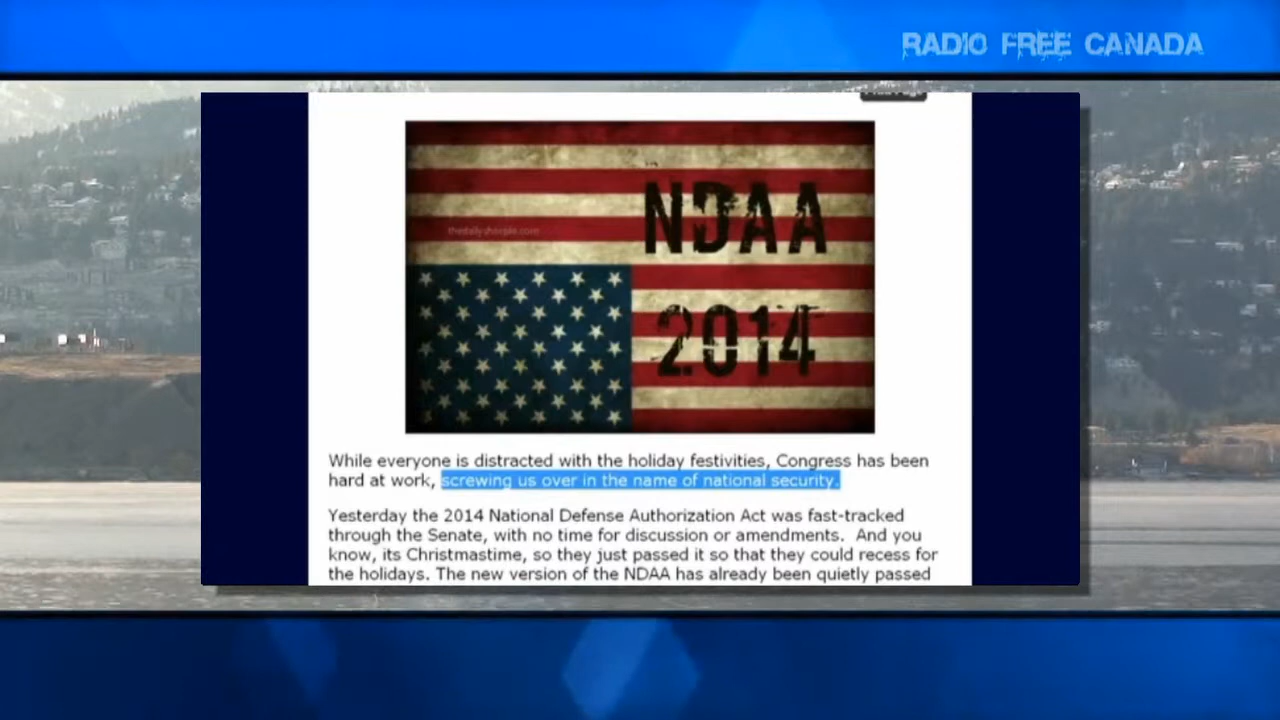 RADIO FREE CANADA
NDAA
thedailysheeple.com
2014
While everyone is distracted with the holiday festivities, Congress has been
hard at work, screwing us over in the name of national security.
Yesterday the 2014 National Defense Authorization Act was fast-tracked
through the Senate, with no time for discussion or amendments. And you
know, its Christmastime, so they just passed it so that they could recess for
the holidays. The new version of the NDAA has already been quietly passed